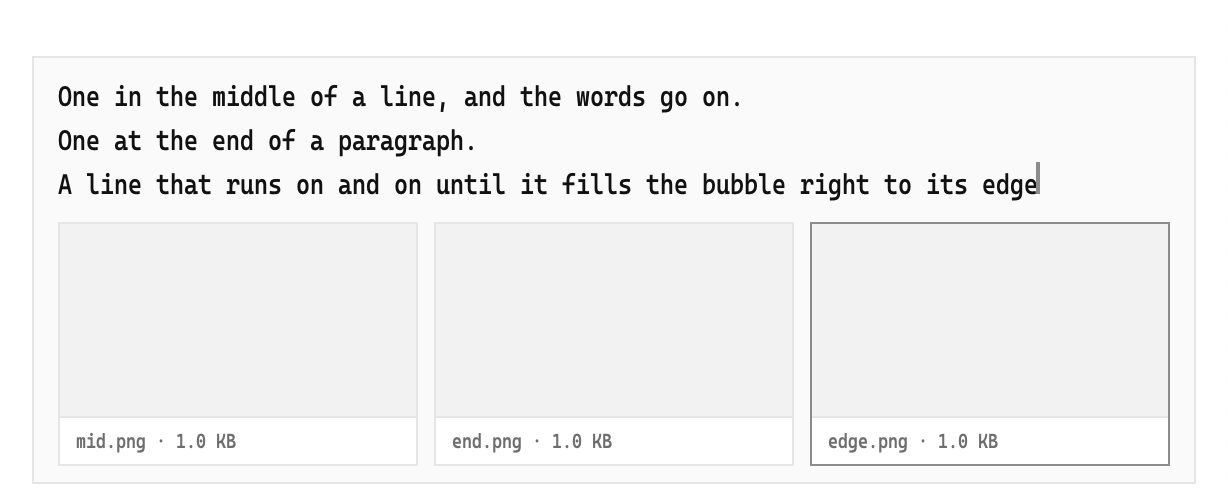 One in the middle of a line, and the words go on.
One at the end of a paragraph.
A line that runs on and on until it fills the bubble right to its edge
mid.png · 1.0 KB
end.png · 1.0 KB
edge.png · 1.0 KB